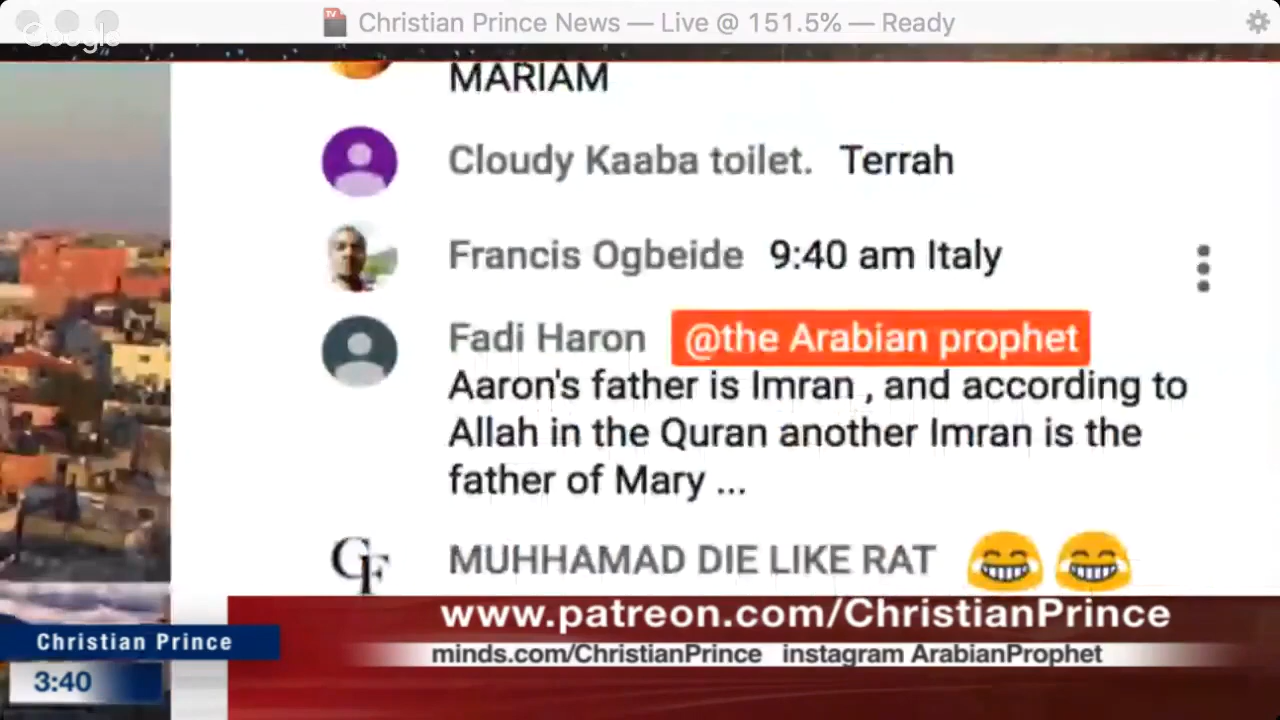 Christian Prince News — Live @ 151.5% — Ready
Google
MARIAM
Cloudy Kaaba toilet. Terrah
Francis Ogbeide 9:40 am Italy
Fadi Haron @the Arabian prophet
Aaron's father is Imran , and according to
Allah in the Quran another Imran is the
father of Mary ...
GF MUHHAMAD DIE LIKE RAT
www.patreon.com/ChristianPrince
Christian Prince
minds.com/ChristianPrince instagram ArabianProphet
3:40